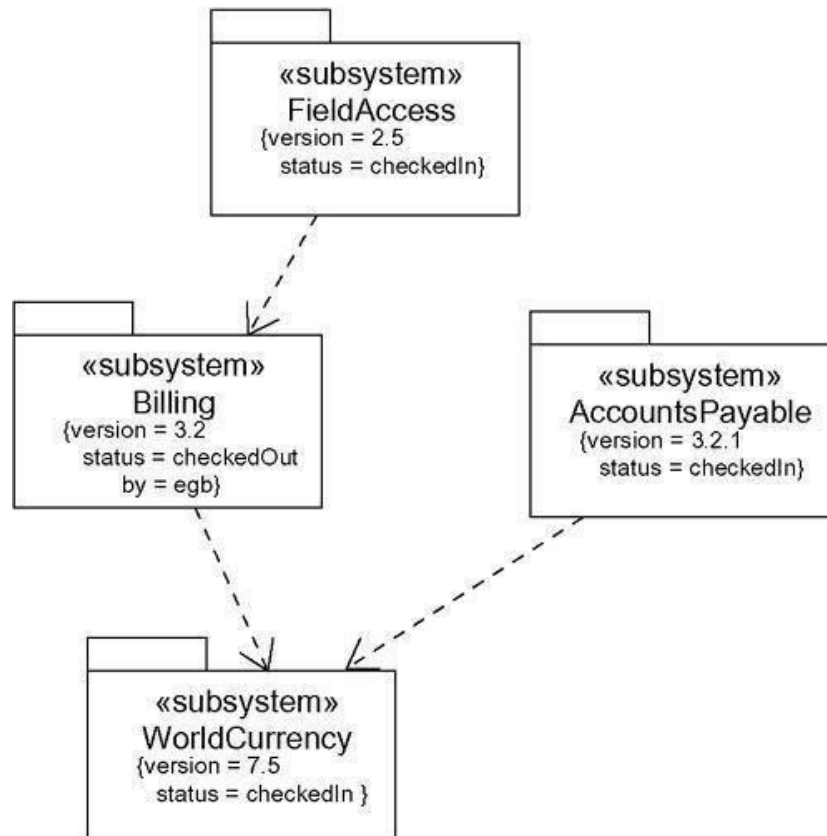 «subsystem»
FieldAccess
{version = 2.5
status = checkedIn}
«subsystem»
Billing
{version = 3.2
status = checkedOut
by = egb}
«subsystem»
AccountsPayable
{version = 3.2.1
status = checkedIn}
«subsystem»
WorldCurrency
{version = 7.5
status = checkedIn }